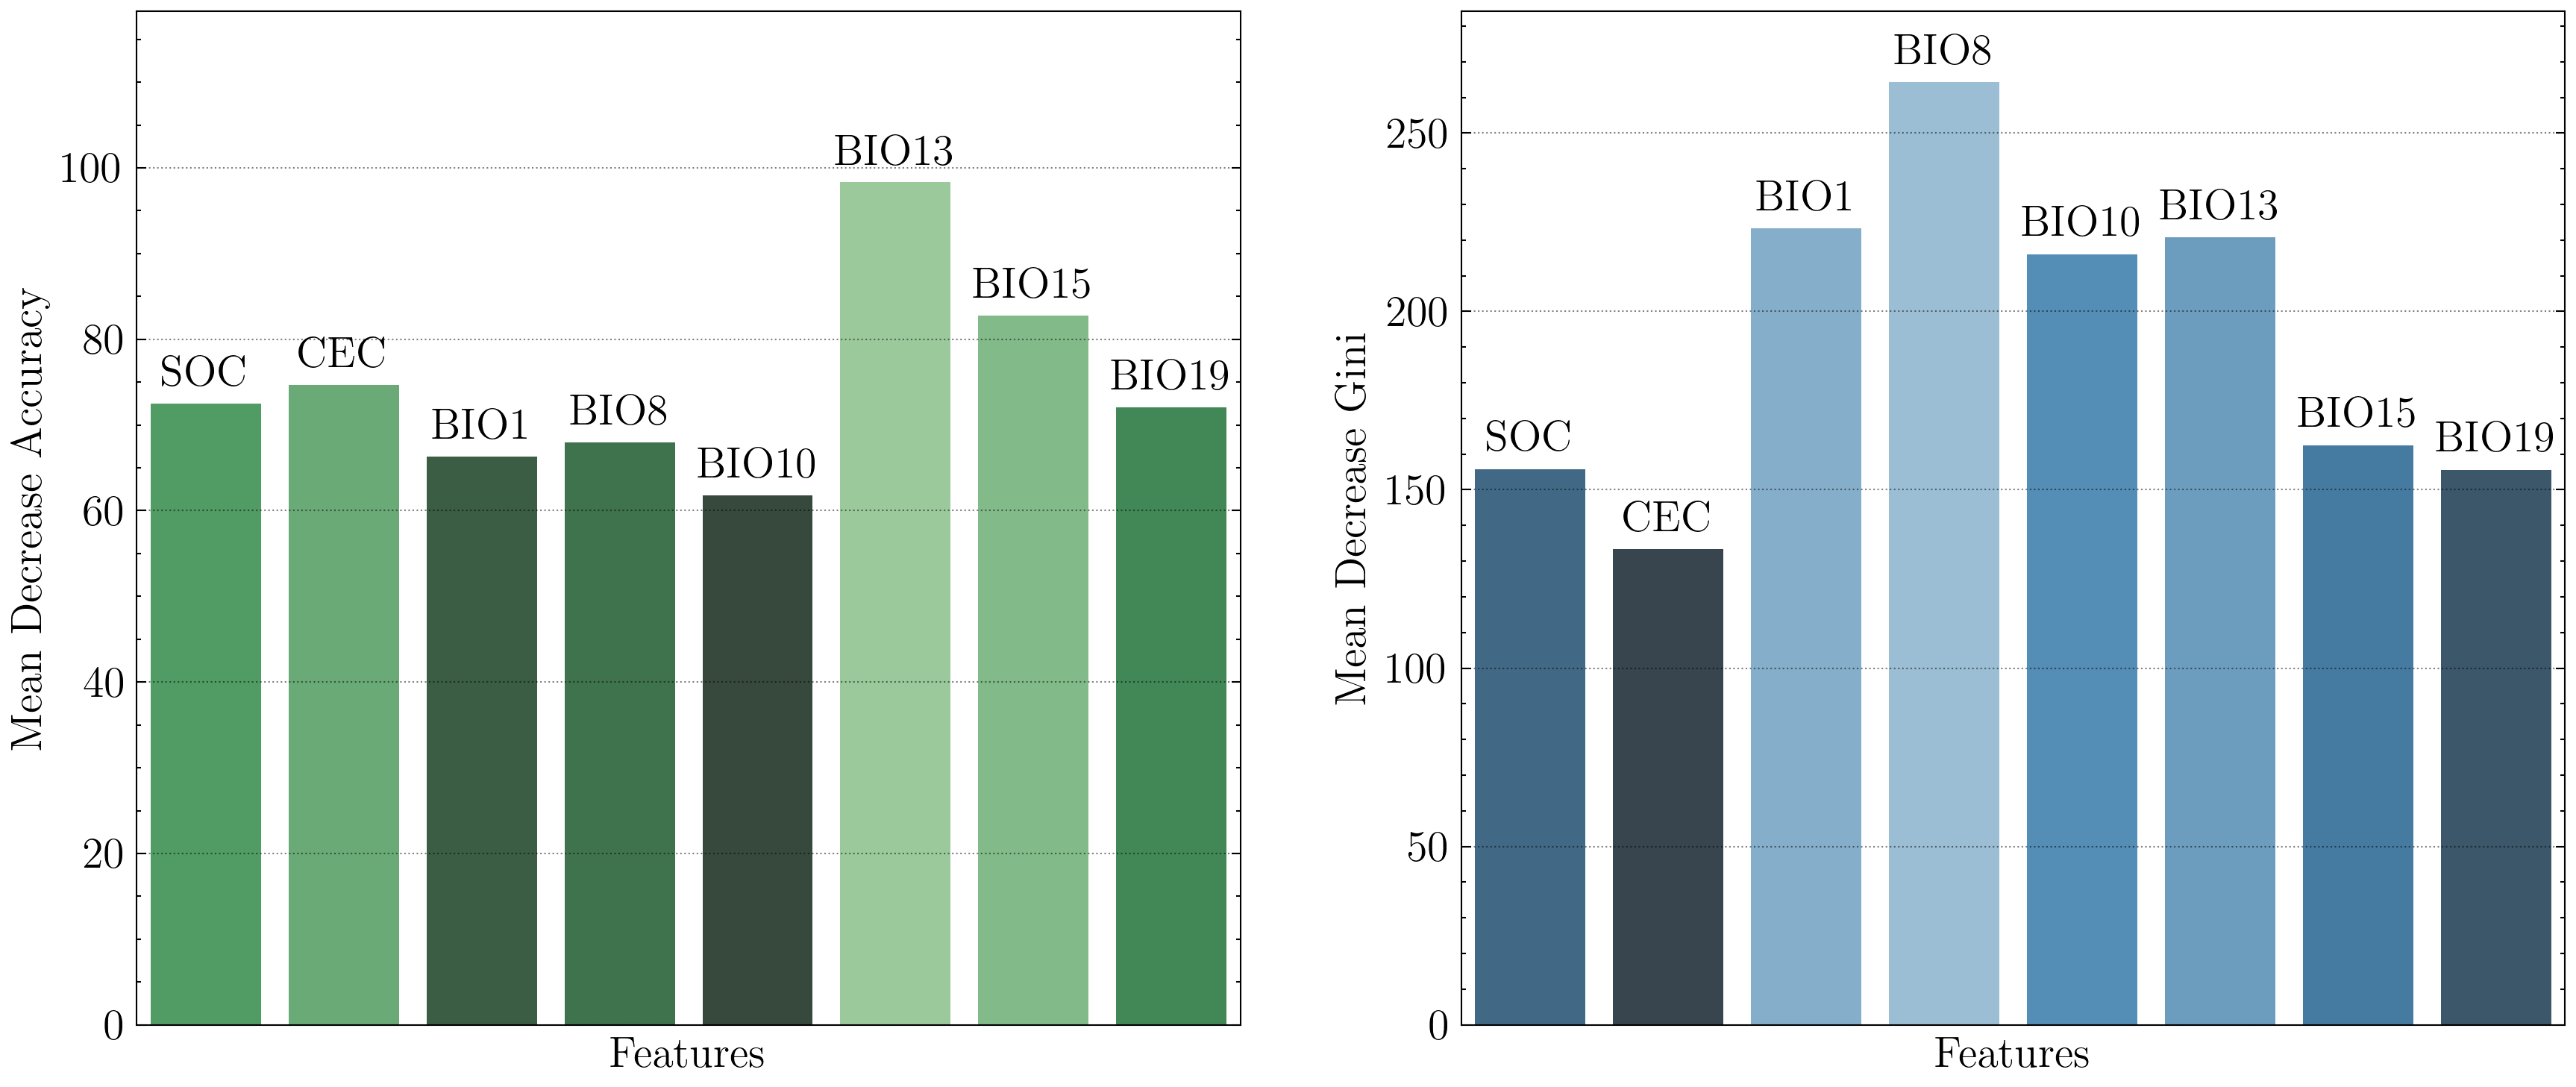 Mean Decrease Accuracy
100
80
60
40
20
0
SOC
CEC
BIO1
BIO8
BIO10
BIO13
BIO15
BIO19
Features
Mean Decrease Gini
250
200
150
100
50
0
SOC
CEC
BIO1
BIO8
BIO10
BIO13
BIO15
BIO19
Features